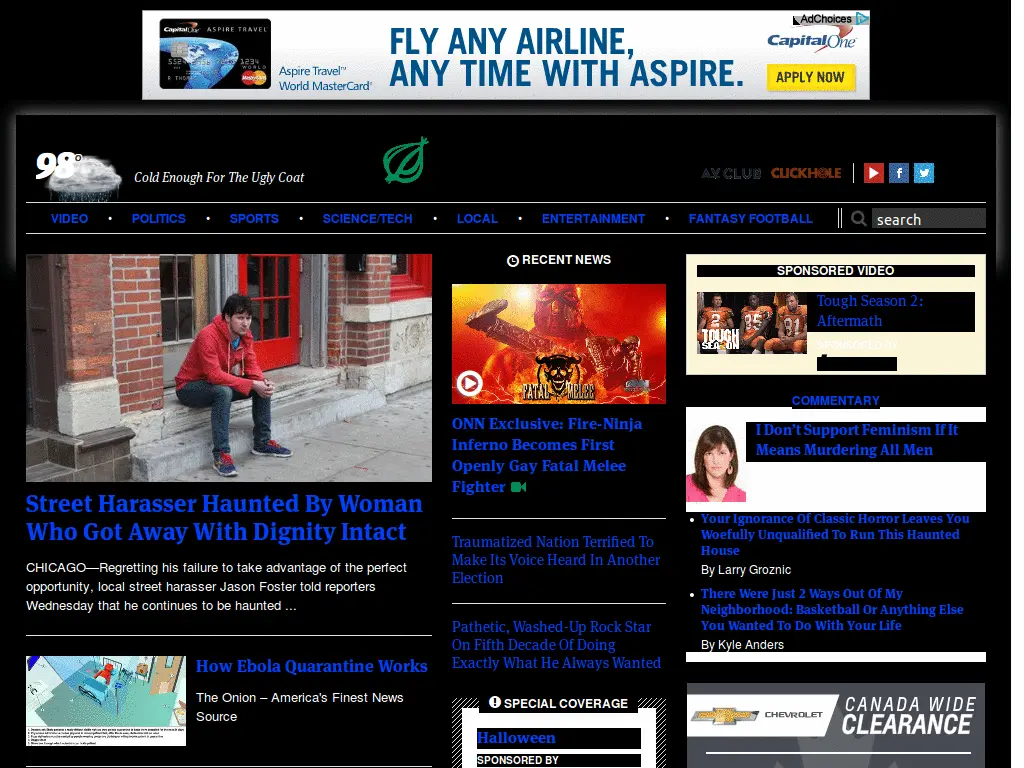 AdChoices
CapitalOne ASPIRE TRAVEL
WORLD
MasterCard
Aspire Travel™
World MasterCard®
FLY ANY AIRLINE,
ANY TIME WITH ASPIRE.
CapitalOne
APPLY NOW
98°
Cold Enough For The Ugly Coat
A.V. CLUB
CLICKHOLE
VIDEO • POLITICS • SPORTS • SCIENCE/TECH • LOCAL • ENTERTAINMENT • FANTASY FOOTBALL
search
Street Harasser Haunted By Woman
Who Got Away With Dignity Intact
CHICAGO—Regretting his failure to take advantage of the perfect
opportunity, local street harasser Jason Foster told reporters
Wednesday that he continues to be haunted ...
How Ebola Quarantine Works
The Onion – America's Finest News
Source
RECENT NEWS
FATAL MELEE
ONN Exclusive: Fire-Ninja
Inferno Becomes First
Openly Gay Fatal Melee
Fighter
Traumatized Nation Terrified To
Make Its Voice Heard In Another
Election
Pathetic, Washed-Up Rock Star
On Fifth Decade Of Doing
Exactly What He Always Wanted
SPECIAL COVERAGE
Halloween
SPONSORED BY
SPONSORED VIDEO
2
81
TOUGH
SEASON
Tough Season 2:
Aftermath
SPONSORED BY
COMMENTARY
I Don't Support Feminism If It
Means Murdering All Men
• Your Ignorance Of Classic Horror Leaves You
Woefully Unqualified To Run This Haunted
House
By Larry Groznic
• There Were Just 2 Ways Out Of My
Neighborhood: Basketball Or Anything Else
You Wanted To Do With Your Life
By Kyle Anders
CHEVROLET
CANADA WIDE
CLEARANCE